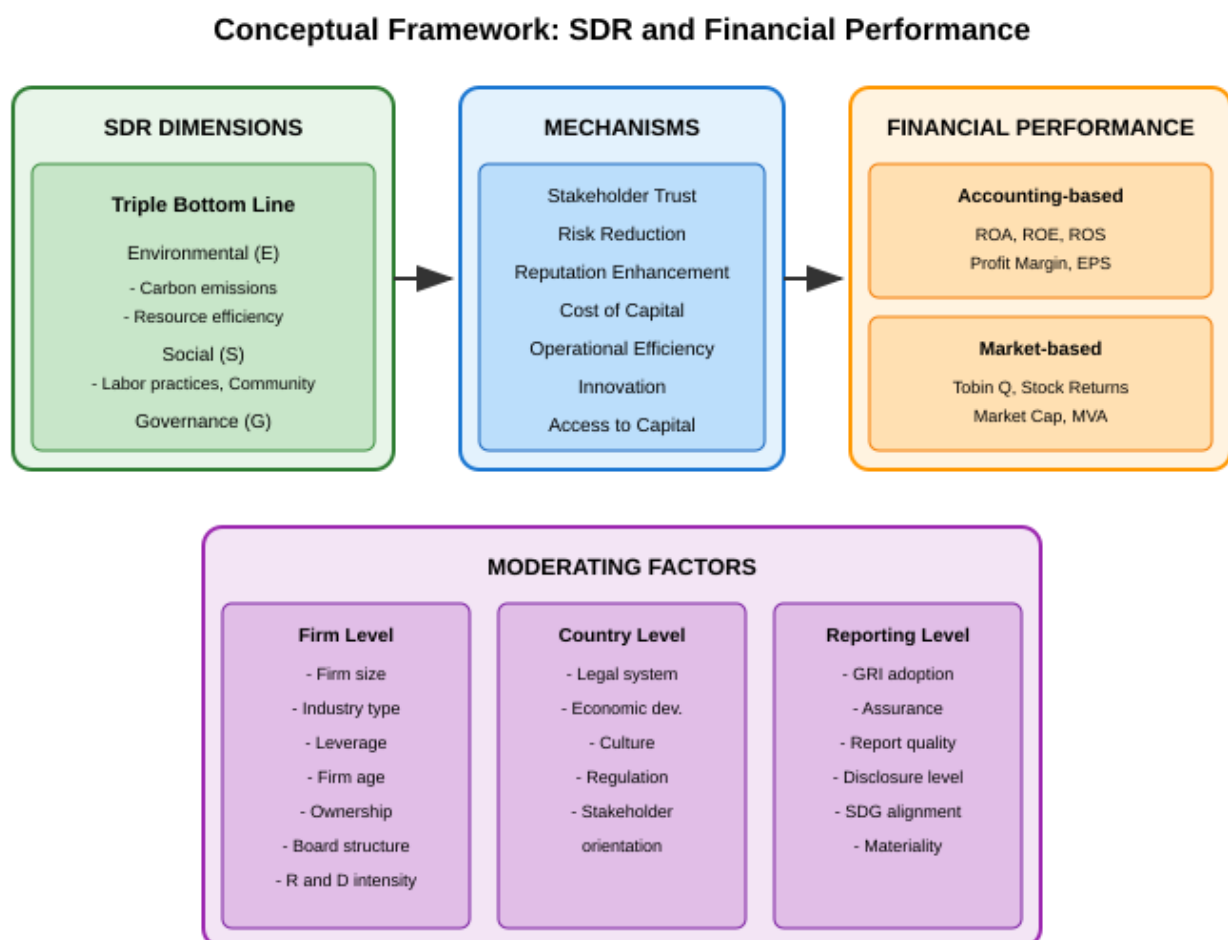 Conceptual Framework: SDR and Financial Performance
SDR DIMENSIONS
Triple Bottom Line
Environmental (E)
- Carbon emissions
- Resource efficiency
Social (S)
- Labor practices, Community
Governance (G)
MECHANISMS
Stakeholder Trust
Risk Reduction
Reputation Enhancement
Cost of Capital
Operational Efficiency
Innovation
Access to Capital
FINANCIAL PERFORMANCE
Accounting-based
ROA, ROE, ROS
Profit Margin, EPS
Market-based
Tobin Q, Stock Returns
Market Cap, MVA
MODERATING FACTORS
Firm Level
- Firm size
- Industry type
- Leverage
- Firm age
- Ownership
- Board structure
- R and D intensity
Country Level
- Legal system
- Economic dev.
- Culture
- Regulation
- Stakeholder
orientation
Reporting Level
- GRI adoption
- Assurance
- Report quality
- Disclosure level
- SDG alignment
- Materiality